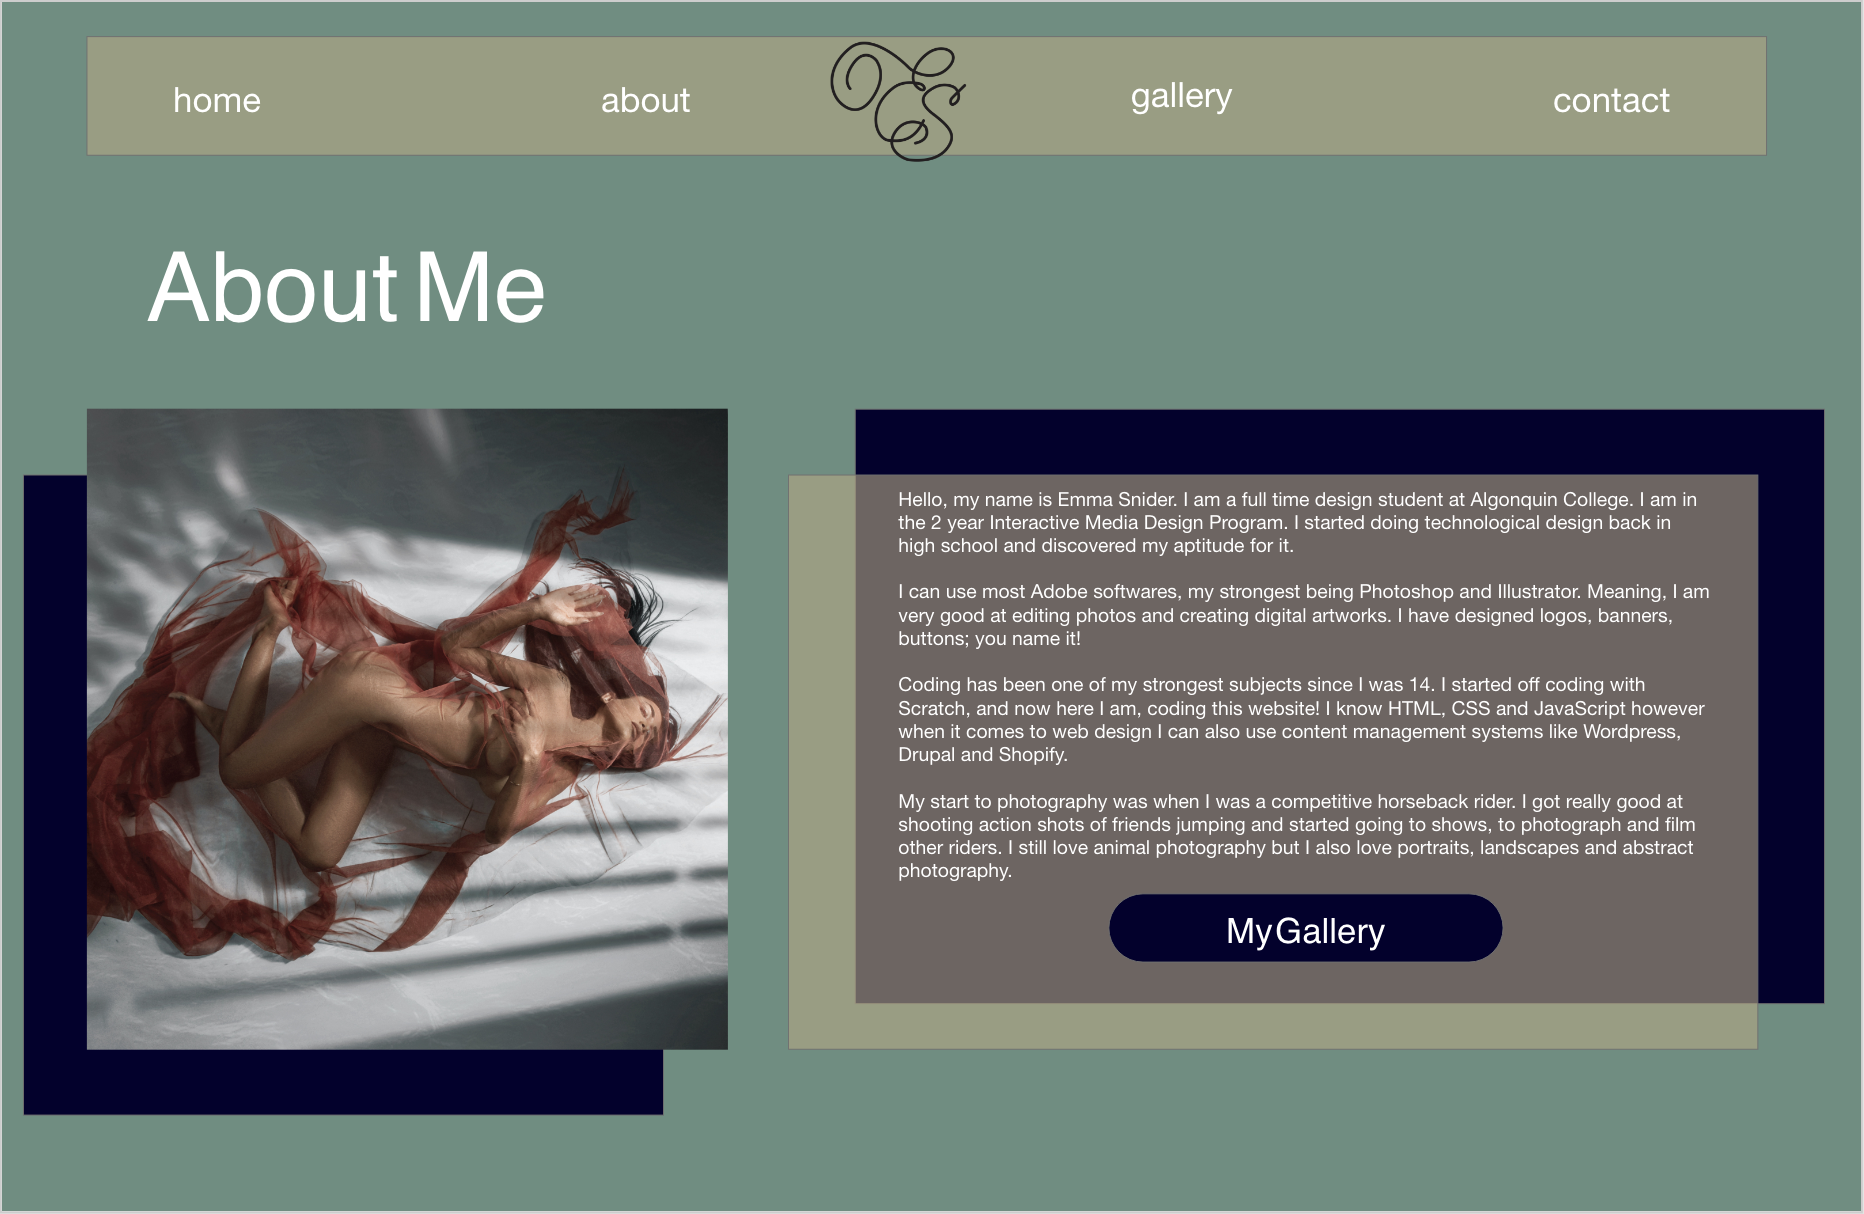 home about gallery contact
About Me
Hello, my name is Emma Snider. I am a full time design student at Algonquin College. I am in
the 2 year Interactive Media Design Program. I started doing technological design back in
high school and discovered my aptitude for it.
I can use most Adobe softwares, my strongest being Photoshop and Illustrator. Meaning, I am
very good at editing photos and creating digital artworks. I have designed logos, banners,
buttons; you name it!
Coding has been one of my strongest subjects since I was 14. I started off coding with
Scratch, and now here I am, coding this website! I know HTML, CSS and JavaScript however
when it comes to web design I can also use content management systems like Wordpress,
Drupal and Shopify.
My start to photography was when I was a competitive horseback rider. I got really good at
shooting action shots of friends jumping and started going to shows, to photograph and film
other riders. I still love animal photography but I also love portraits, landscapes and abstract
photography.
My Gallery